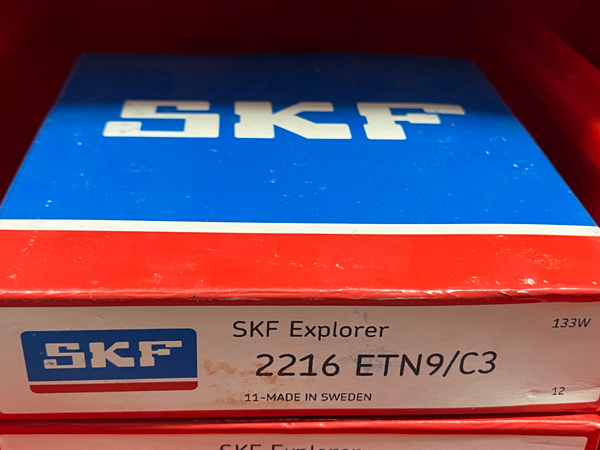 SKF
SKF Explorer
133W
SKF
2216 ETN9/C3
11-MADE IN SWEDEN
12
SKF Explorer